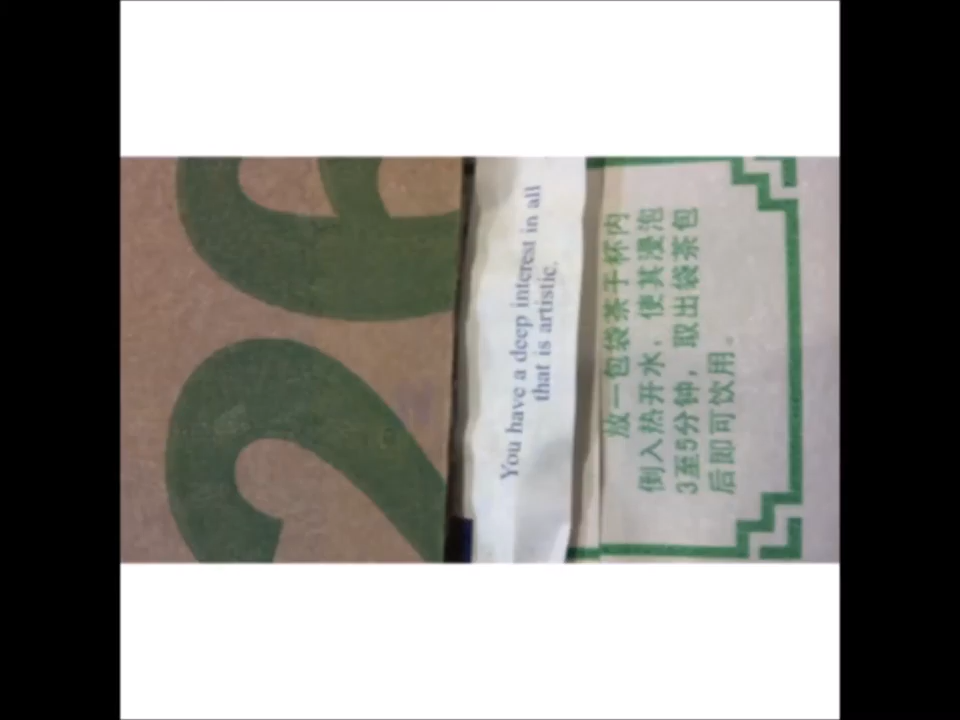 You have a deep interest in all
that is artistic.
放一包袋茶于杯内
倒入热开水，使其浸泡
3至5分钟，取出袋茶包
后即可饮用。